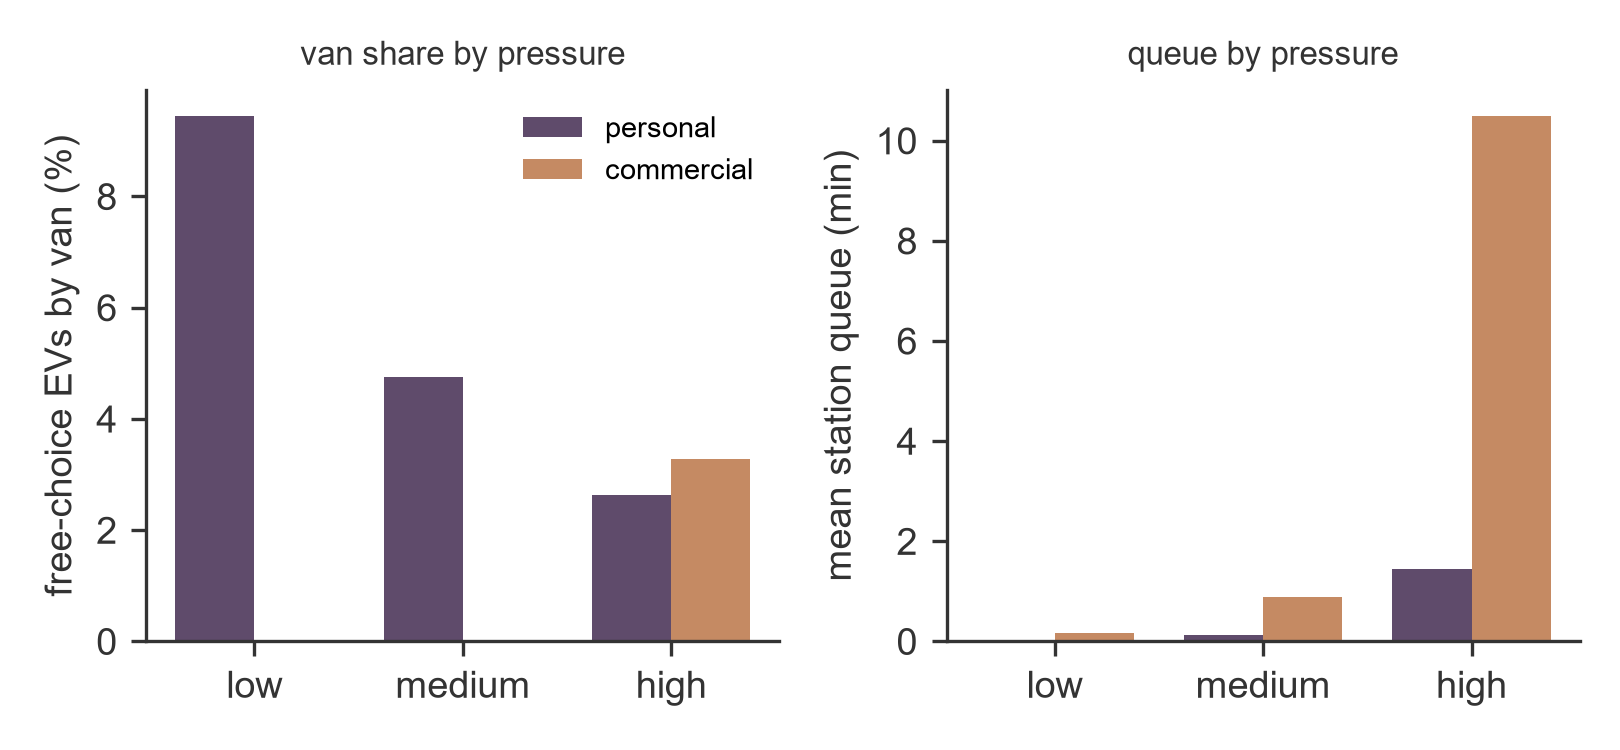 van share by pressure
free-choice EVs by van (%)
8
6
4
2
0
low
medium
high
personal
commercial
queue by pressure
mean station queue (min)
10
8
6
4
2
0
low
medium
high